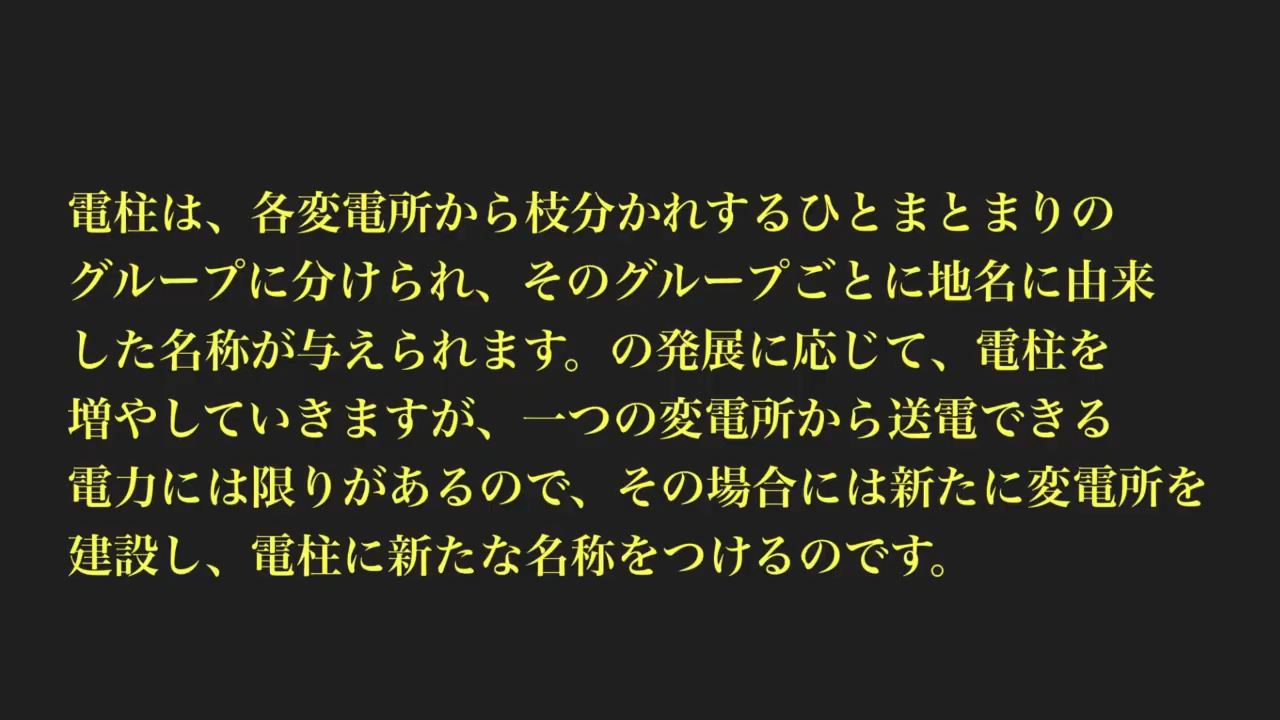 電柱は、各変電所から枝分かれするひとまとまりの
グループに分けられ、そのグループごとに地名に由来
した名称が与えられます。の発展に応じて、電柱を
増やしていきますが、一つの変電所から送電できる
電力には限りがあるので、その場合には新たに変電所を
建設し、電柱に新たな名称をつけるのです。